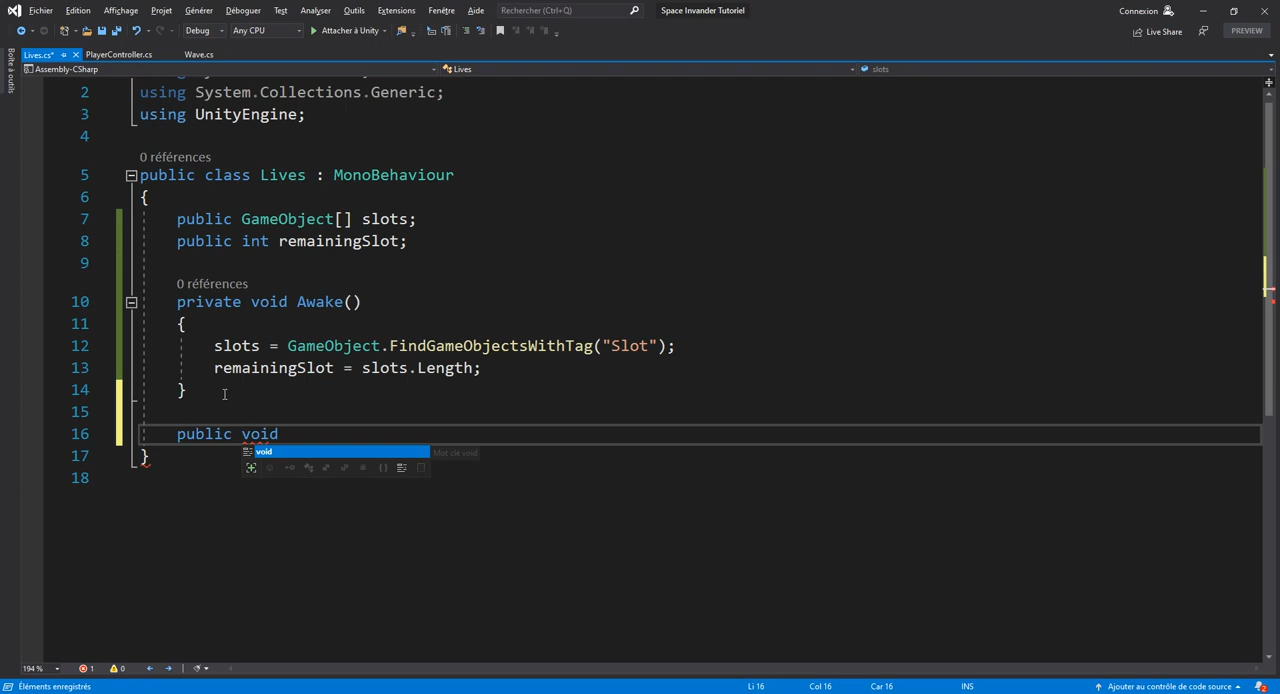 Fichier Edition Affichage Projet Générer Déboguer Test Analyser Outils Extensions Fenêtre Aide Rechercher (Ctrl+Q) Space Invander Tutoriel Connexion
Debug Any CPU Attacher à Unity Live Share PREVIEW
Boîte à outils
Lives.cs* PlayerController.cs Wave.cs
Assembly-CSharp Lives slots
2 using System.Collections.Generic;
3 using UnityEngine;
4
0 références
5 public class Lives : MonoBehaviour
6 {
7 public GameObject[] slots;
8 public int remainingSlot;
9
0 références
10 private void Awake()
11 {
12 slots = GameObject.FindGameObjectsWithTag("Slot");
13 remainingSlot = slots.Length;
14 }
15
16 public void
void Mot clé void
17 }
18
194 % 1 0
Éléments enregistrés Li 16 Col 16 Car 16 INS Ajouter au contrôle de code source 2